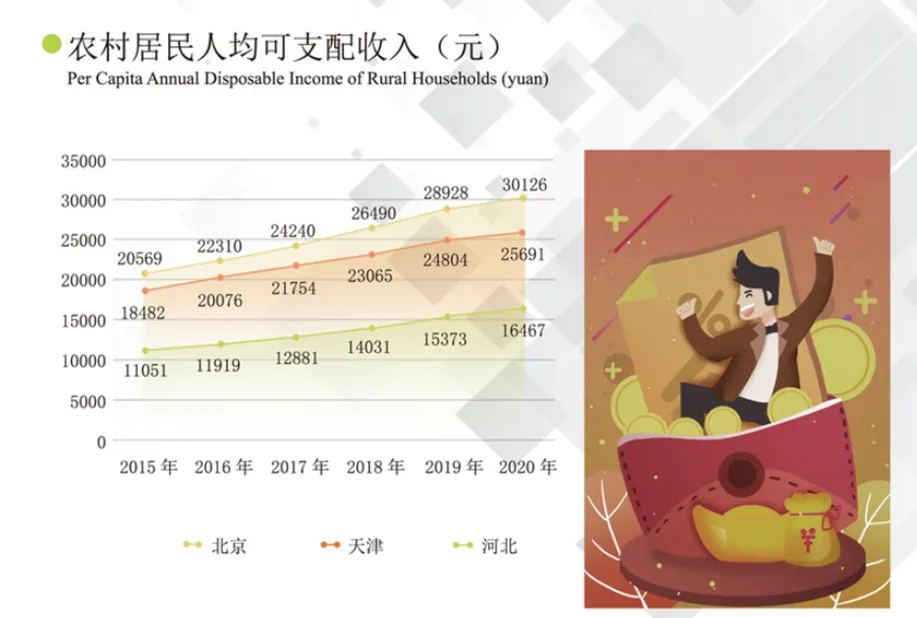 农村居民人均可支配收入（元）
Per Capita Annual Disposable Income of Rural Households (yuan)
35000
30000
25000
20000
15000
10000
5000
0
20569 22310 24240 26490 28928 30126
18482 20076 21754 23065 24804 25691
11051 11919 12881 14031 15373 16467
2015 年 2016 年 2017 年 2018 年 2019 年 2020 年
北京 天津 河北
%